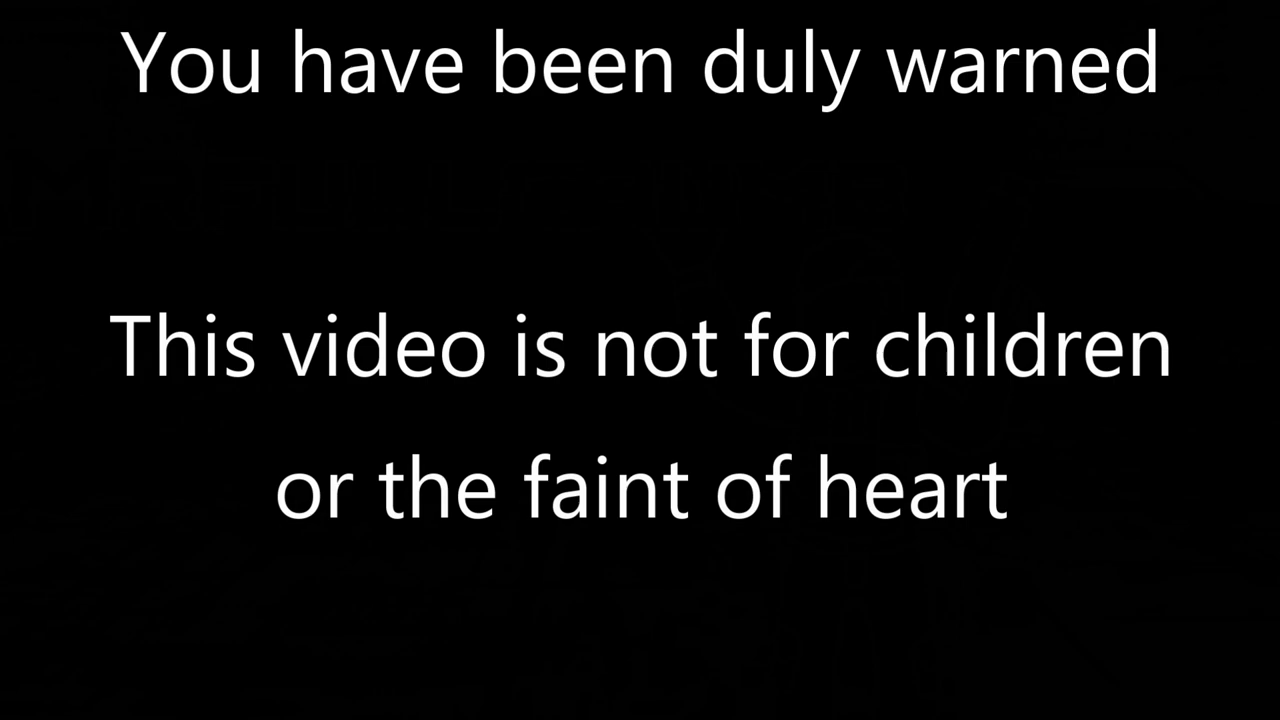 You have been duly warned
This video is not for children
or the faint of heart